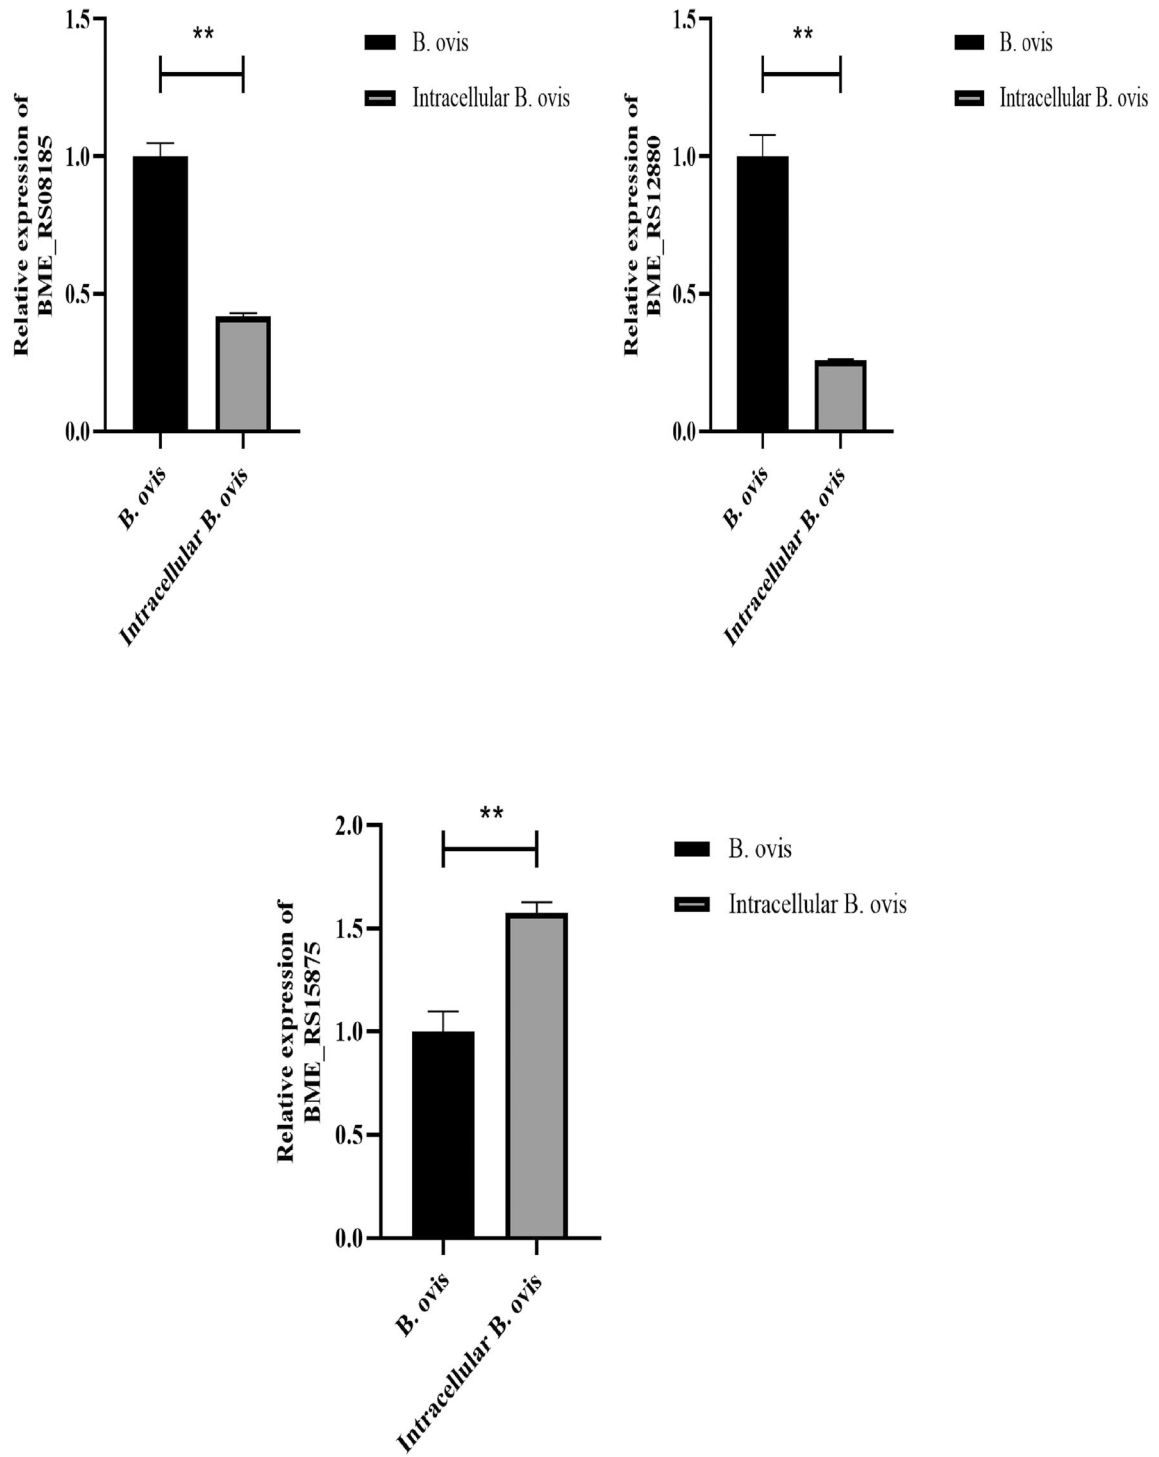 1.5
1.0
0.5
0.0
Relative expression of
BME_RS08185
**
B. ovis
Intracellular B. ovis
B. ovis
Intracellular B. ovis
1.5
1.0
0.5
0.0
Relative expression of
BME_RS12880
**
B. ovis
Intracellular B. ovis
B. ovis
Intracellular B. ovis
2.0
1.5
1.0
0.5
0.0
Relative expression of
BME_RS15875
**
B. ovis
Intracellular B. ovis
B. ovis
Intracellular B. ovis